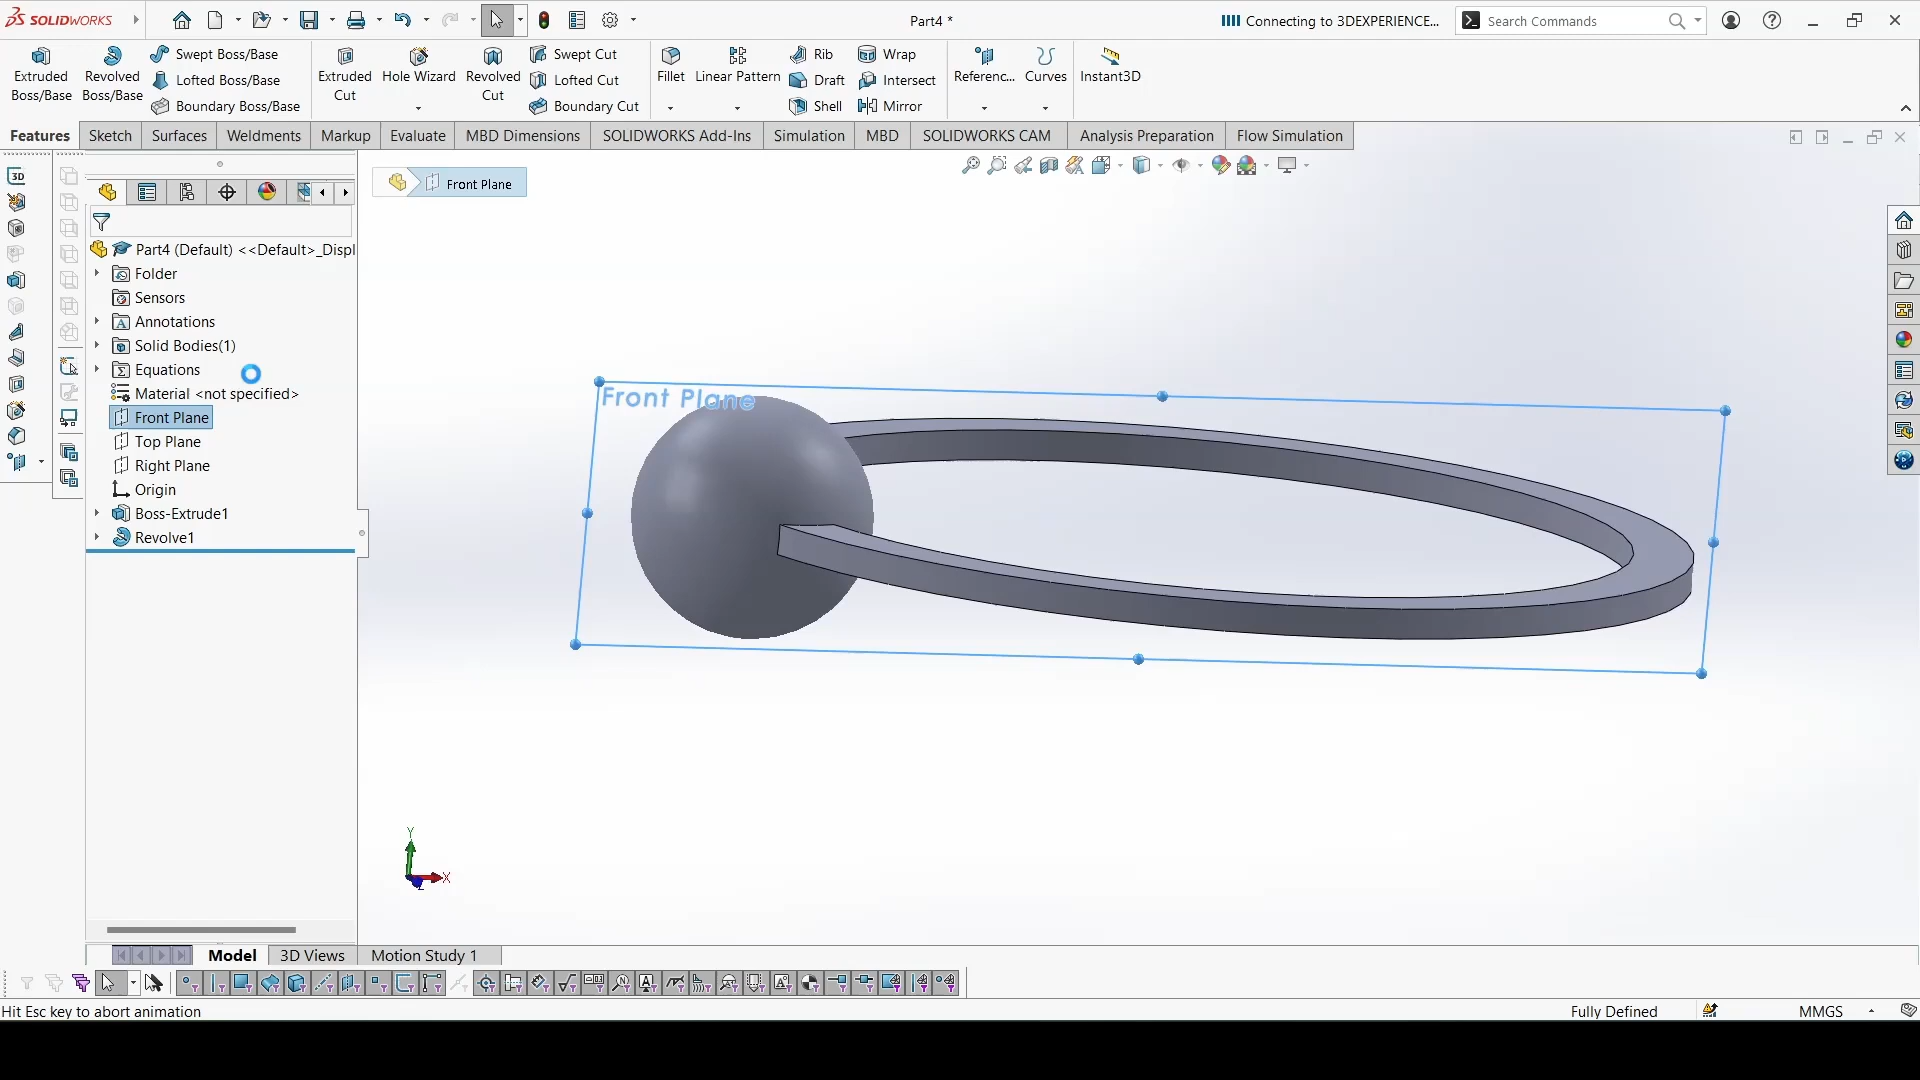 SOLIDWORKS
Part4 *
Connecting to 3DEXPERIENCE...
Search Commands
Extruded Boss/Base
Revolved Boss/Base
Swept Boss/Base
Lofted Boss/Base
Boundary Boss/Base
Extruded Cut
Hole Wizard
Revolved Cut
Swept Cut
Lofted Cut
Boundary Cut
Fillet
Linear Pattern
Rib
Draft
Shell
Wrap
Intersect
Mirror
Referenc...
Curves
Instant3D
Features
Sketch
Surfaces
Weldments
Markup
Evaluate
MBD Dimensions
SOLIDWORKS Add-Ins
Simulation
MBD
SOLIDWORKS CAM
Analysis Preparation
Flow Simulation
3D
Front Plane
Part4 (Default) <<Default>_Displ
Folder
Sensors
Annotations
Solid Bodies(1)
Equations
Material <not specified>
Front Plane
Top Plane
Right Plane
Origin
Boss-Extrude1
Revolve1
Front Plane
Y
X
Z
Model
3D Views
Motion Study 1
Hit Esc key to abort animation
Fully Defined
MMGS